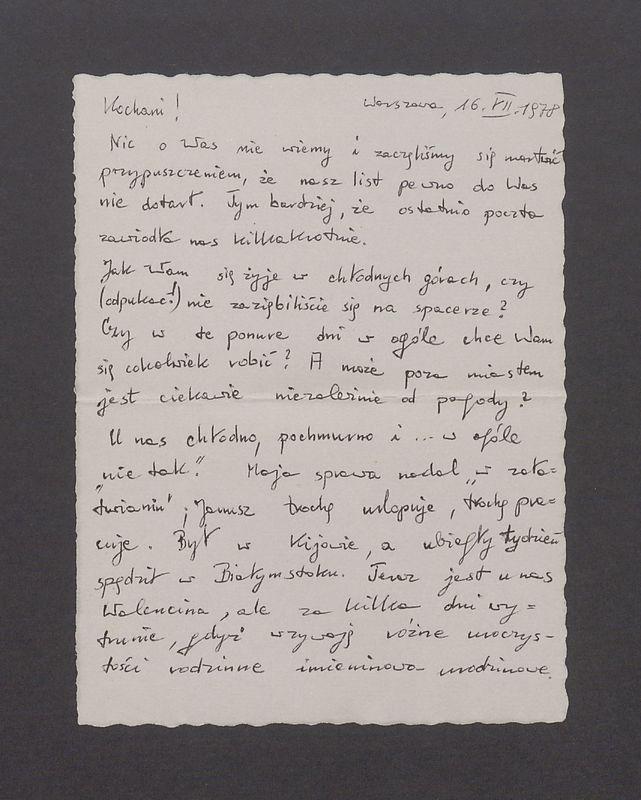 Kochani!
Warszawa, 16.VII.1978
Nic o Was nie wiemy i zaczęliśmy się martwić
przypuszczeniem, że nasz list pewno do Was
nie dotarł. Tym bardziej, że ostatnio poczta
zawiodła nas kilkakrotnie.
Jak Wam się żyje w chłodnych górach, czy
(odpukać!) nie zaziębiliście się na spacerze?
Czy w te ponure dni w ogóle chce Wam
się cokolwiek robić? A może poza miastem
jest ciekawie niezależnie od pogody?
U nas chłodno, pochmurno i ... w ogóle
„nie tak”. Moja sprawa nadal „w zała=
twianiu”; Janusz trochę urlopuje, trochę pra=
cuje. Był w Kijowie, a ubiegły tydzień
spędził w Białymstoku. Teraz jest u nas
Walencina, ale za kilka dni wy=
frunie, gdyż wzywają różne uroczys-
tości rodzinne imieninowo urodzinowe.